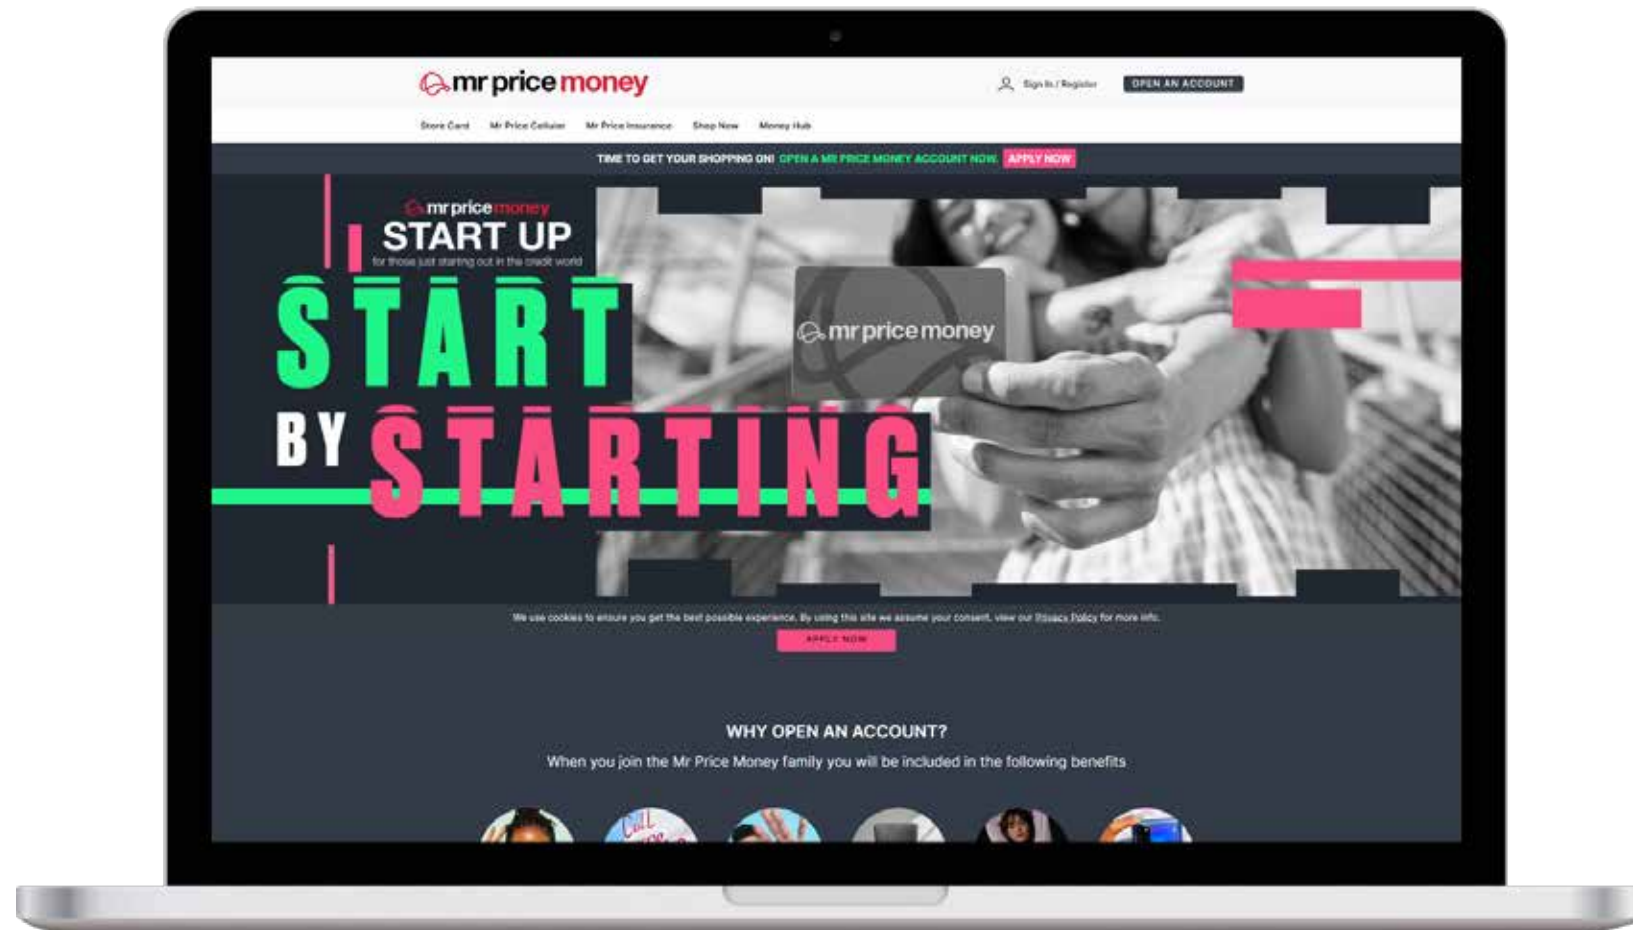 mr price money
Sign In / Register
OPEN AN ACCOUNT
Store Card Mr Price Cellular Mr Price Insurance Shop Now Money Hub
TIME TO GET YOUR SHOPPING ON! OPEN A MR PRICE MONEY ACCOUNT NOW. APPLY NOW
mr price money
START UP
for those just starting out in the credit world
START
BY STARTING
mr price money
We use cookies to ensure you get the best possible experience. By using this site we assume your consent, view our Privacy Policy for more info.
APPLY NOW
WHY OPEN AN ACCOUNT?
When you join the Mr Price Money family you will be included in the following benefits
Call